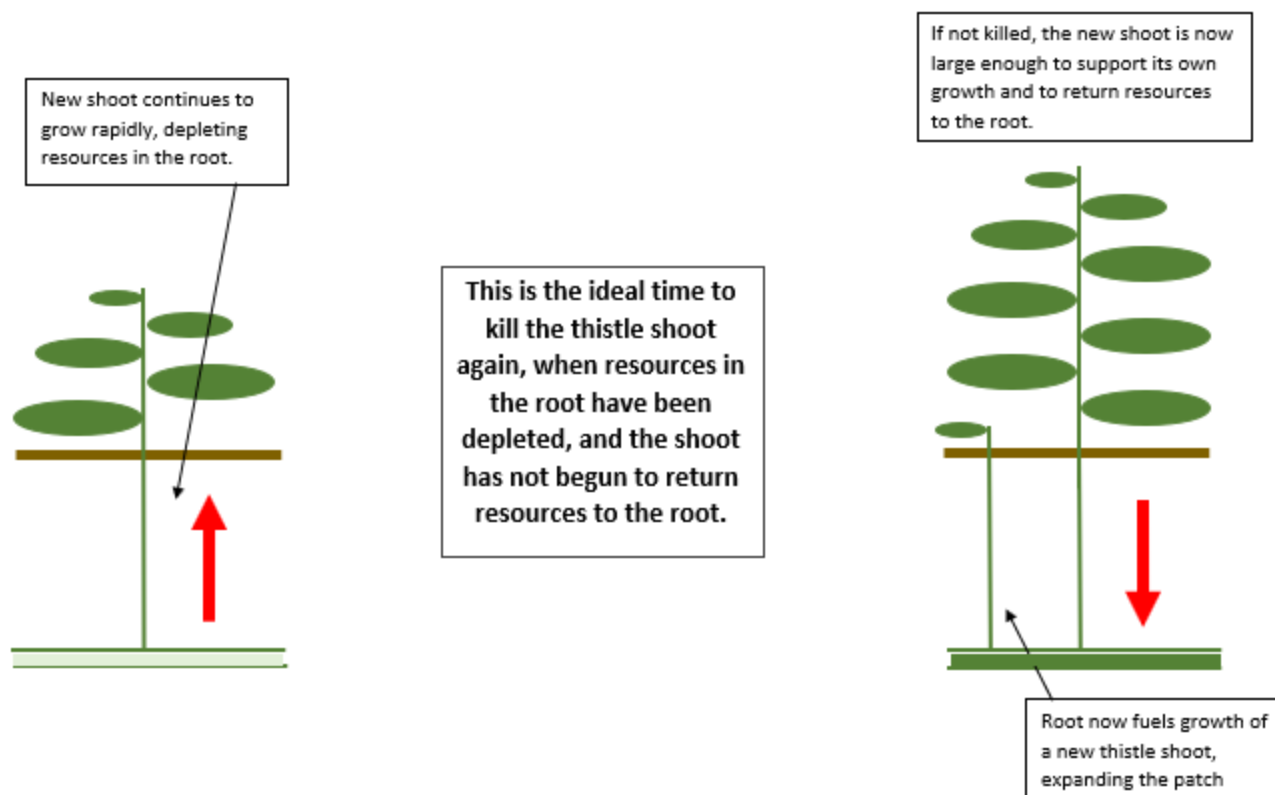 New shoot continues to
grow rapidly, depleting
resources in the root.
This is the ideal time to
kill the thistle shoot
again, when resources in
the root have been
depleted, and the shoot
has not begun to return
resources to the root.
If not killed, the new shoot is now
large enough to support its own
growth and to return resources
to the root.
Root now fuels growth of
a new thistle shoot,
expanding the patch